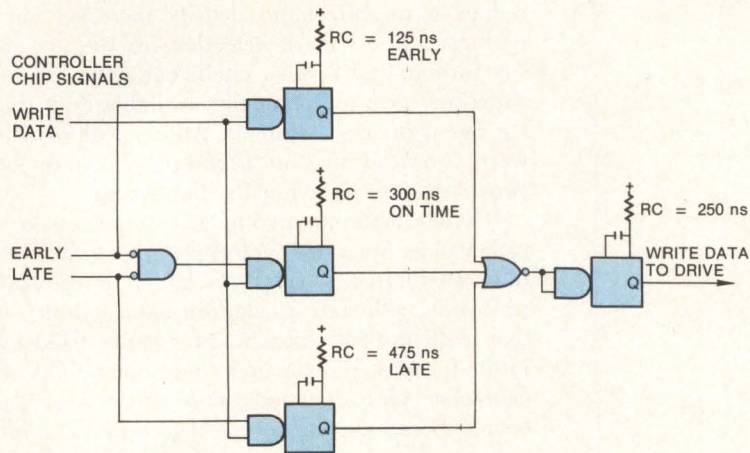 +
RC = 125 ns
EARLY
CONTROLLER
CHIP SIGNALS
WRITE
DATA
Q
+
RC = 300 ns
ON TIME
EARLY
LATE
Q
+
RC = 250 ns
WRITE DATA
TO DRIVE
Q
+
RC = 475 ns
LATE
Q